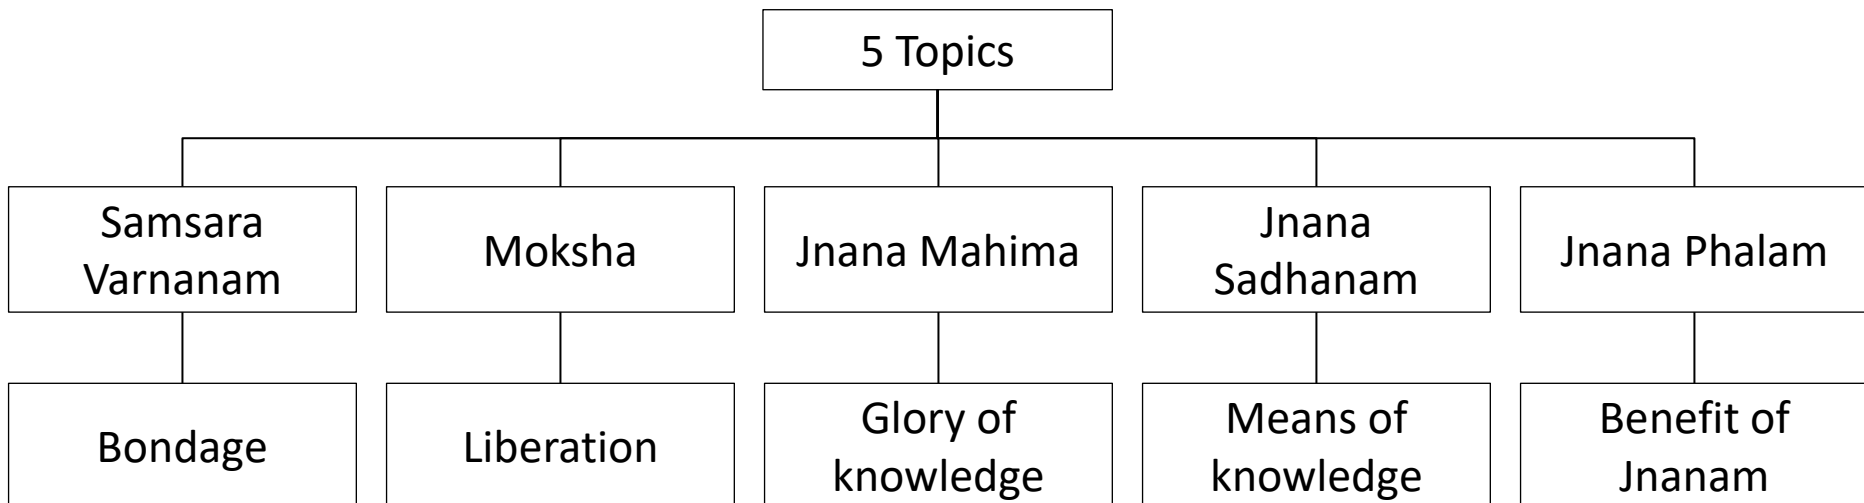 5 Topics
Samsara
Varnanam
Moksha
Jnana Mahima
Jnana
Sadhanam
Jnana Phalam
Bondage
Liberation
Glory of
knowledge
Means of
knowledge
Benefit of
Jnanam